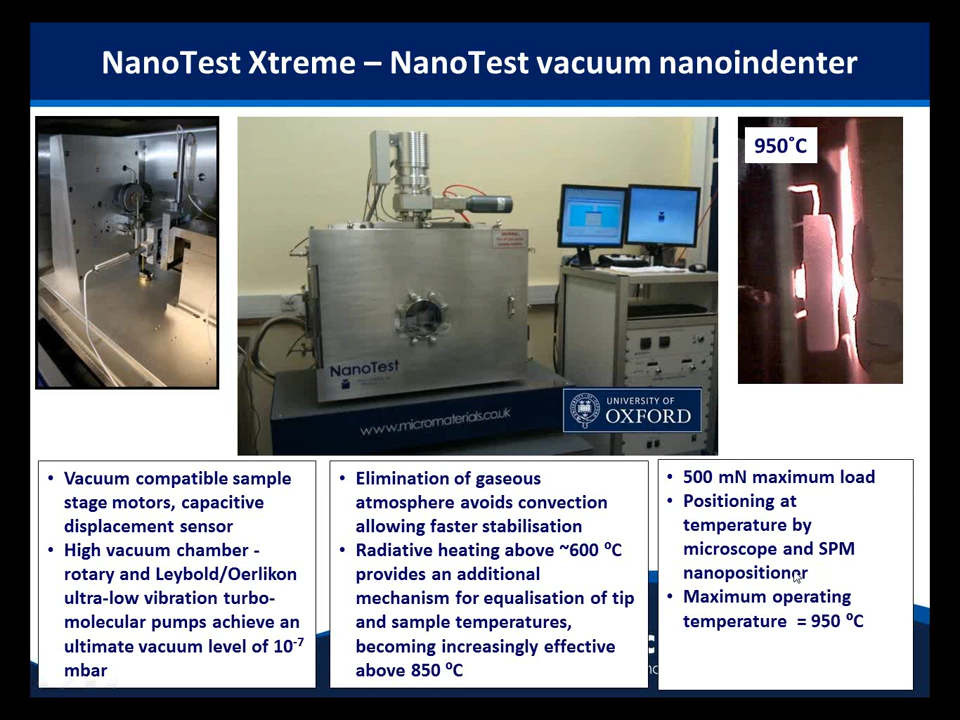 NanoTest Xtreme – NanoTest vacuum nanoindenter
950˚C
NanoTest
www.micromaterials.co.uk
UNIVERSITY OF
OXFORD
• Vacuum compatible sample
stage motors, capacitive
displacement sensor
• High vacuum chamber -
rotary and Leybold/Oerlikon
ultra-low vibration turbo-
molecular pumps achieve an
ultimate vacuum level of 10⁻⁷
mbar
• Elimination of gaseous
atmosphere avoids convection
allowing faster stabilisation
• Radiative heating above ~600 ⁰C
provides an additional
mechanism for equalisation of tip
and sample temperatures,
becoming increasingly effective
above 850 ⁰C
• 500 mN maximum load
• Positioning at
temperature by
microscope and SPM
nanopositioner
• Maximum operating
temperature = 950 ⁰C